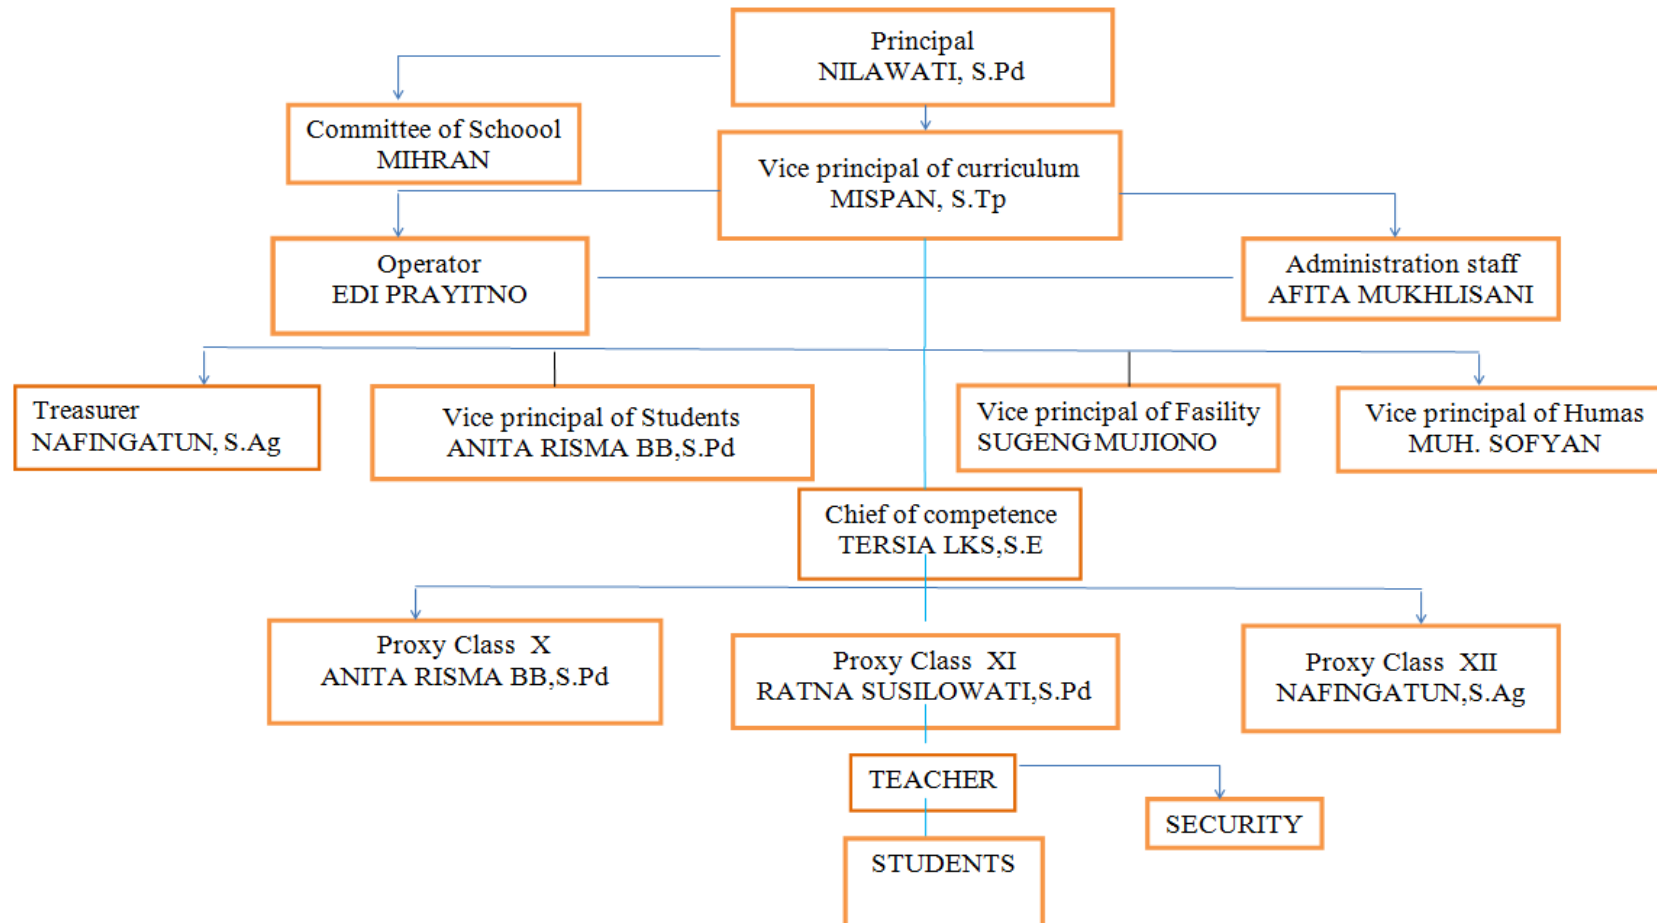 Principal
NILAWATI, S.Pd
Committee of Schoool
MIHRAN
Vice principal of curriculum
MISPAN, S.Tp
Operator
EDI PRAYITNO
Administration staff
AFITA MUKHLISANI
Treasurer
NAFINGATUN, S.Ag
Vice principal of Students
ANITA RISMA BB,S.Pd
Vice principal of Fasility
SUGENG MUJIONO
Vice principal of Humas
MUH. SOFYAN
Chief of competence
TERSIA LKS,S.E
Proxy Class X
ANITA RISMA BB,S.Pd
Proxy Class XI
RATNA SUSILOWATI,S.Pd
Proxy Class XII
NAFINGATUN,S.Ag
TEACHER
SECURITY
STUDENTS